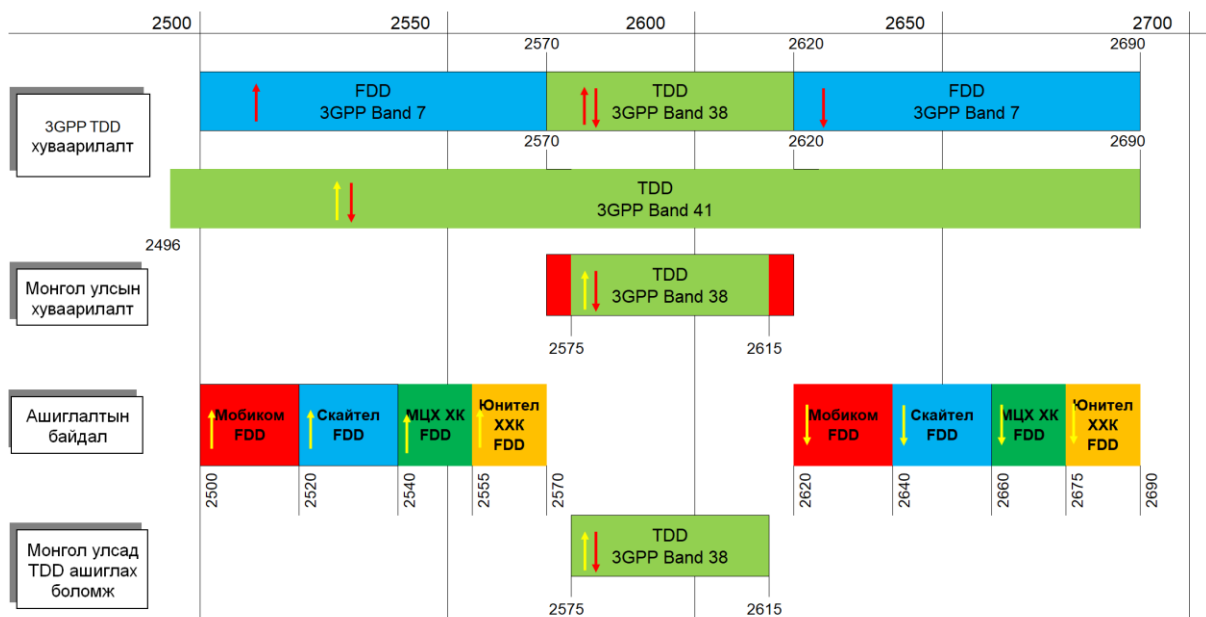 2500 2550 2600 2650 2700
2570 2620 2690
3GPP TDD
хуваарилалт
FDD
3GPP Band 7
TDD
3GPP Band 38
FDD
3GPP Band 7
2570 2620 2690
TDD
3GPP Band 41
2496
Монгол улсын
хуваарилалт
TDD
3GPP Band 38
2575 2615
Ашиглалтын
байдал
Мобиком
FDD
Скайтел
FDD
МЦХ ХК
FDD
Юнител
ХХК
FDD
Мобиком
FDD
Скайтел
FDD
МЦХ ХК
FDD
Юнител
ХХК
FDD
2500 2520 2540 2555 2570 2620 2640 2660 2675 2690
Монгол улсад
TDD ашиглах
боломж
TDD
3GPP Band 38
2575 2615